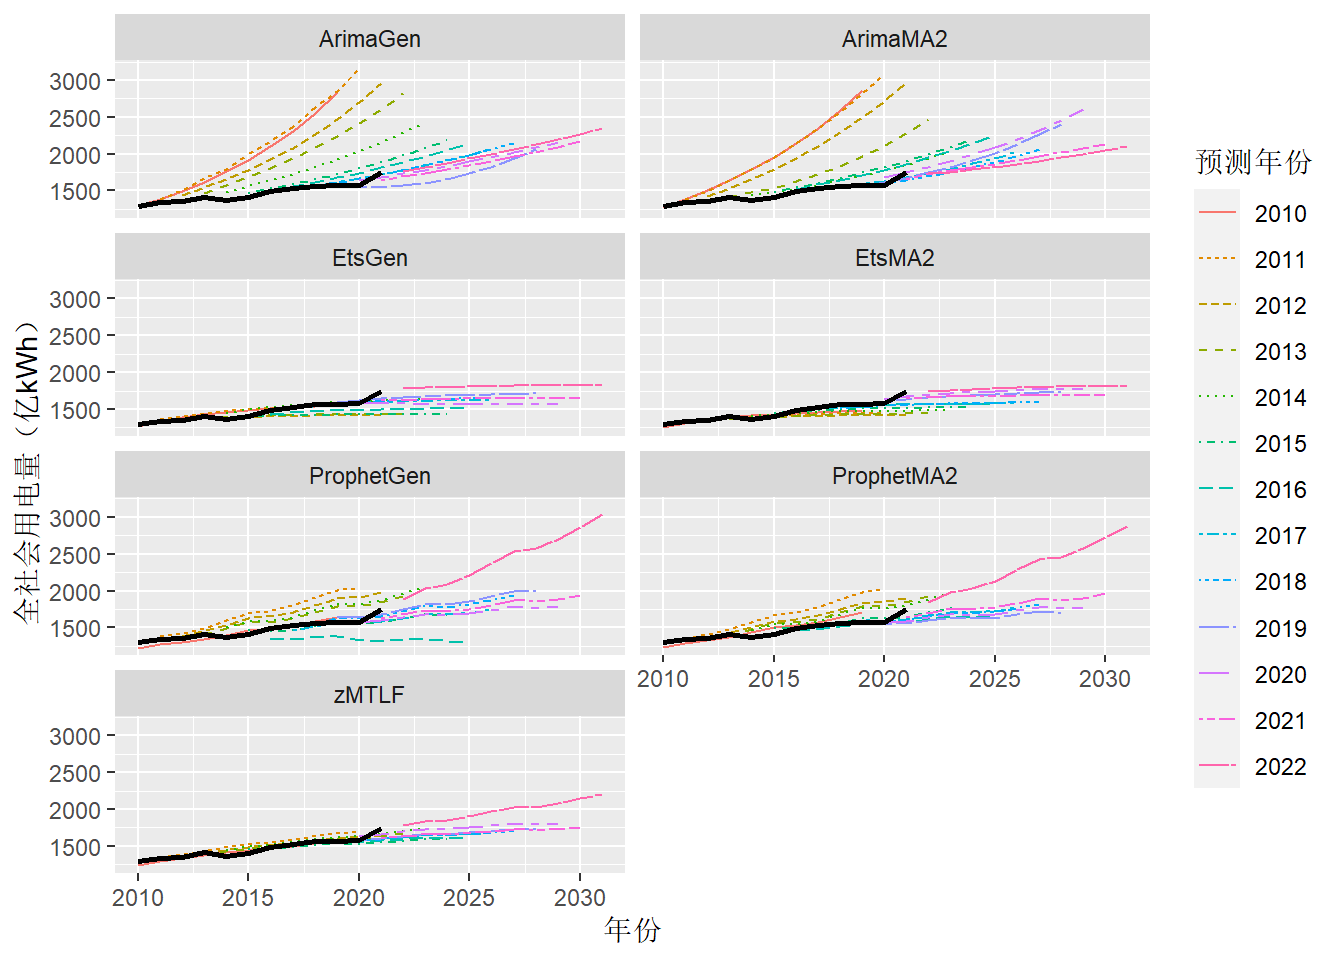 ArimaGen
ArimaMA2
3000
2500
2000
1500
EtsGen
EtsMA2
3000
2500
2000
1500
ProphetGen
ProphetMA2
3000
2500
2000
1500
2010 2015 2020 2025 2030
zMTLF
3000
2500
2000
1500
2010 2015 2020 2025 2030
年份
全社会用电量（亿kWh）
预测年份
2010
2011
2012
2013
2014
2015
2016
2017
2018
2019
2020
2021
2022